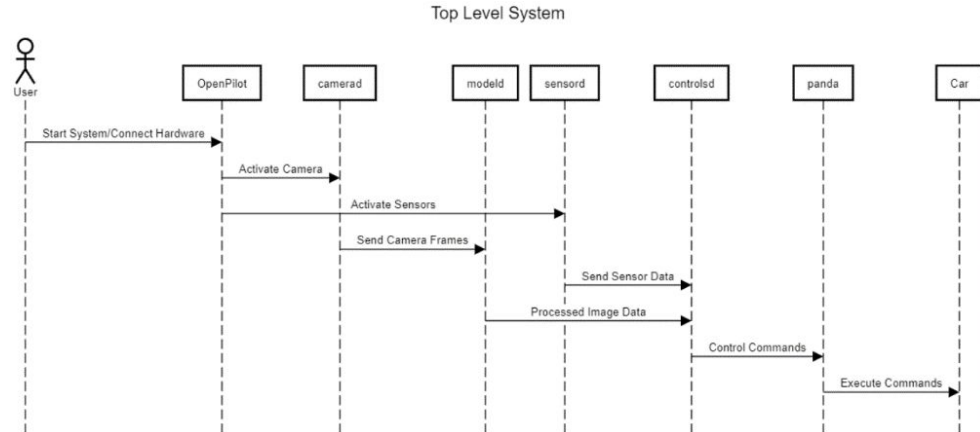 Top Level System
User
OpenPilot
camerad
modeld
sensord
controlsd
panda
Car
Start System/Connect Hardware
Activate Camera
Activate Sensors
Send Camera Frames
Send Sensor Data
Processed Image Data
Control Commands
Execute Commands